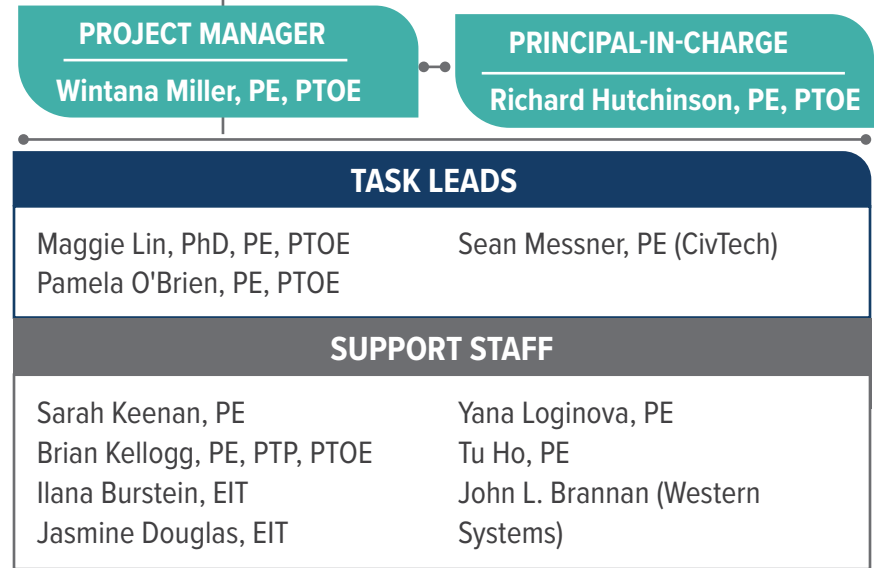 PROJECT MANAGER
Wintana Miller, PE, PTOE
PRINCIPAL-IN-CHARGE
Richard Hutchinson, PE, PTOE
TASK LEADS
Maggie Lin, PhD, PE, PTOE
Pamela O'Brien, PE, PTOE
Sean Messner, PE (CivTech)
SUPPORT STAFF
Sarah Keenan, PE
Brian Kellogg, PE, PTP, PTOE
Ilana Burstein, EIT
Jasmine Douglas, EIT
Yana Loginova, PE
Tu Ho, PE
John L. Brannan (Western
Systems)